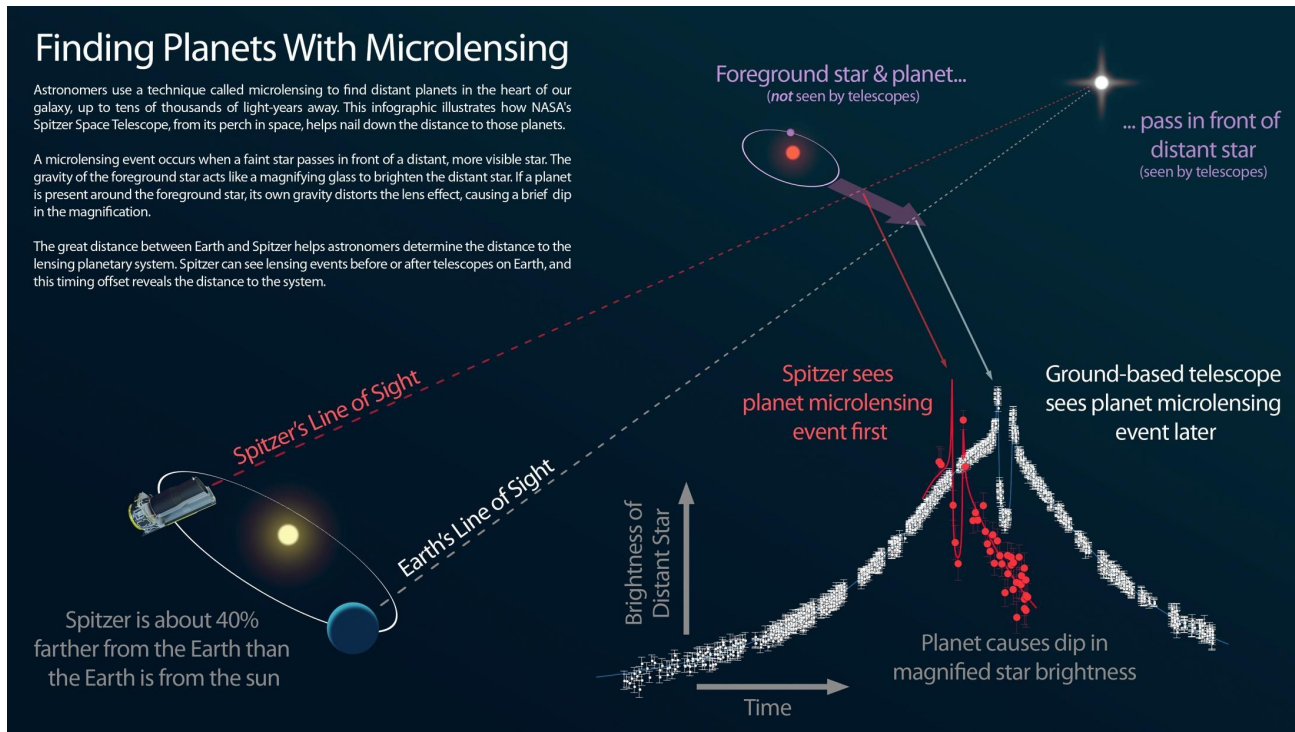 Finding Planets With Microlensing
Astronomers use a technique called microlensing to find distant planets in the heart of our
galaxy, up to tens of thousands of light-years away. This infographic illustrates how NASA's
Spitzer Space Telescope, from its perch in space, helps nail down the distance to those planets.
A microlensing event occurs when a faint star passes in front of a distant, more visible star. The
gravity of the foreground star acts like a magnifying glass to brighten the distant star. If a planet
is present around the foreground star, its own gravity distorts the lens effect, causing a brief dip
in the magnification.
The great distance between Earth and Spitzer helps astronomers determine the distance to the
lensing planetary system. Spitzer can see lensing events before or after telescopes on Earth, and
this timing offset reveals the distance to the system.
Foreground star & planet...
(not seen by telescopes)
... pass in front of
distant star
(seen by telescopes)
Spitzer's Line of Sight
Earth's Line of Sight
Spitzer sees
planet microlensing
event first
Ground-based telescope
sees planet microlensing
event later
Spitzer is about 40%
farther from the Earth than
the Earth is from the sun
Brightness of
Distant Star
Time
Planet causes dip in
magnified star brightness